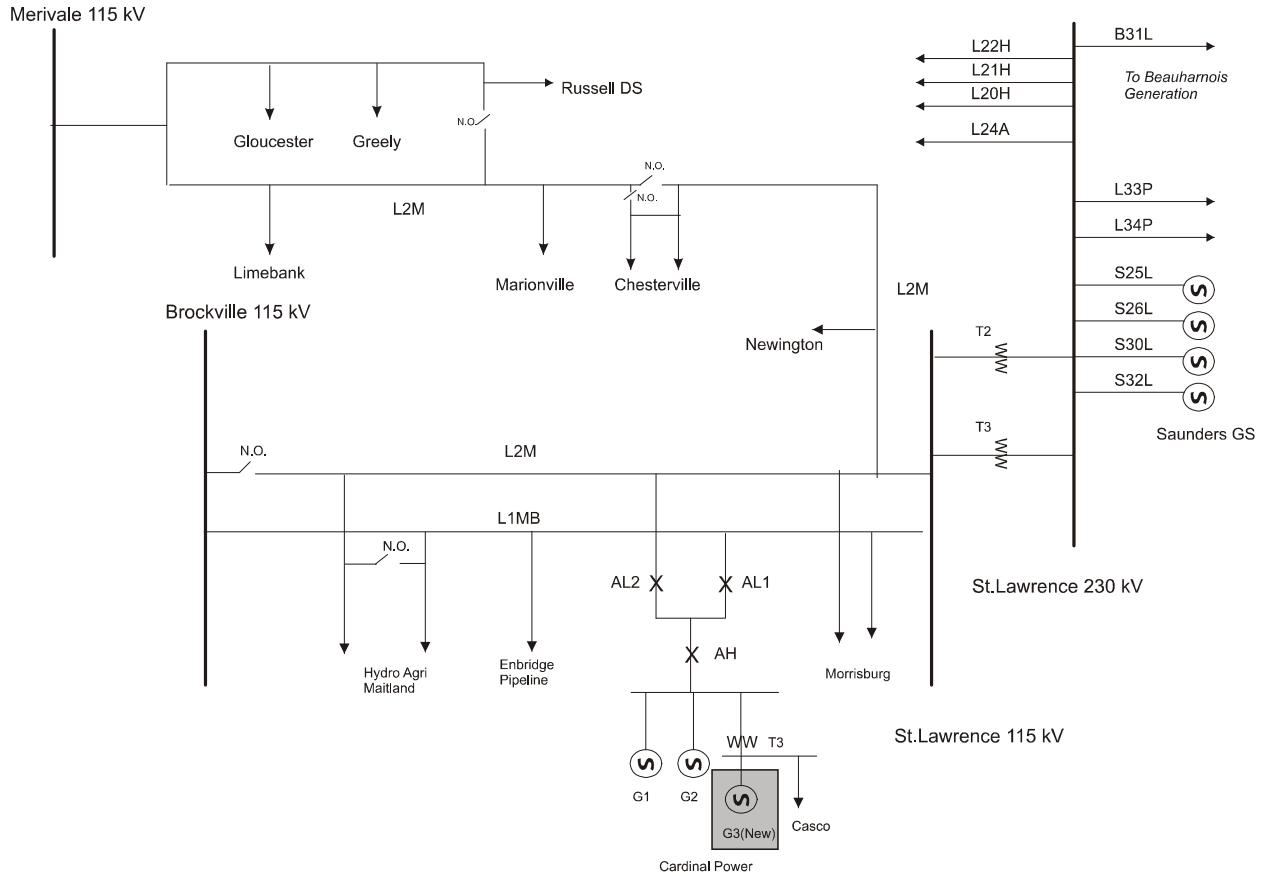 Merivale 115 kV
L22H
B31L
L21H
To Beauharnois
Generation
L20H
L24A
Russell DS
N.O.
Gloucester
Greely
N.O.
N.O.
L2M
L33P
L34P
Limebank
Marionville
Chesterville
S25L
S
L2M
S26L
S
Brockville 115 kV
T2
S30L
S
Newington
S32L
S
T3
Saunders GS
N.O.
L2M
L1MB
N.O.
AL2
X
X
AL1
St.Lawrence 230 kV
X
AH
Hydro Agri
Maitland
Enbridge
Pipeline
Morrisburg
St.Lawrence 115 kV
WW
T3
S
S
G1
G2
S
G3(New)
Casco
Cardinal Power